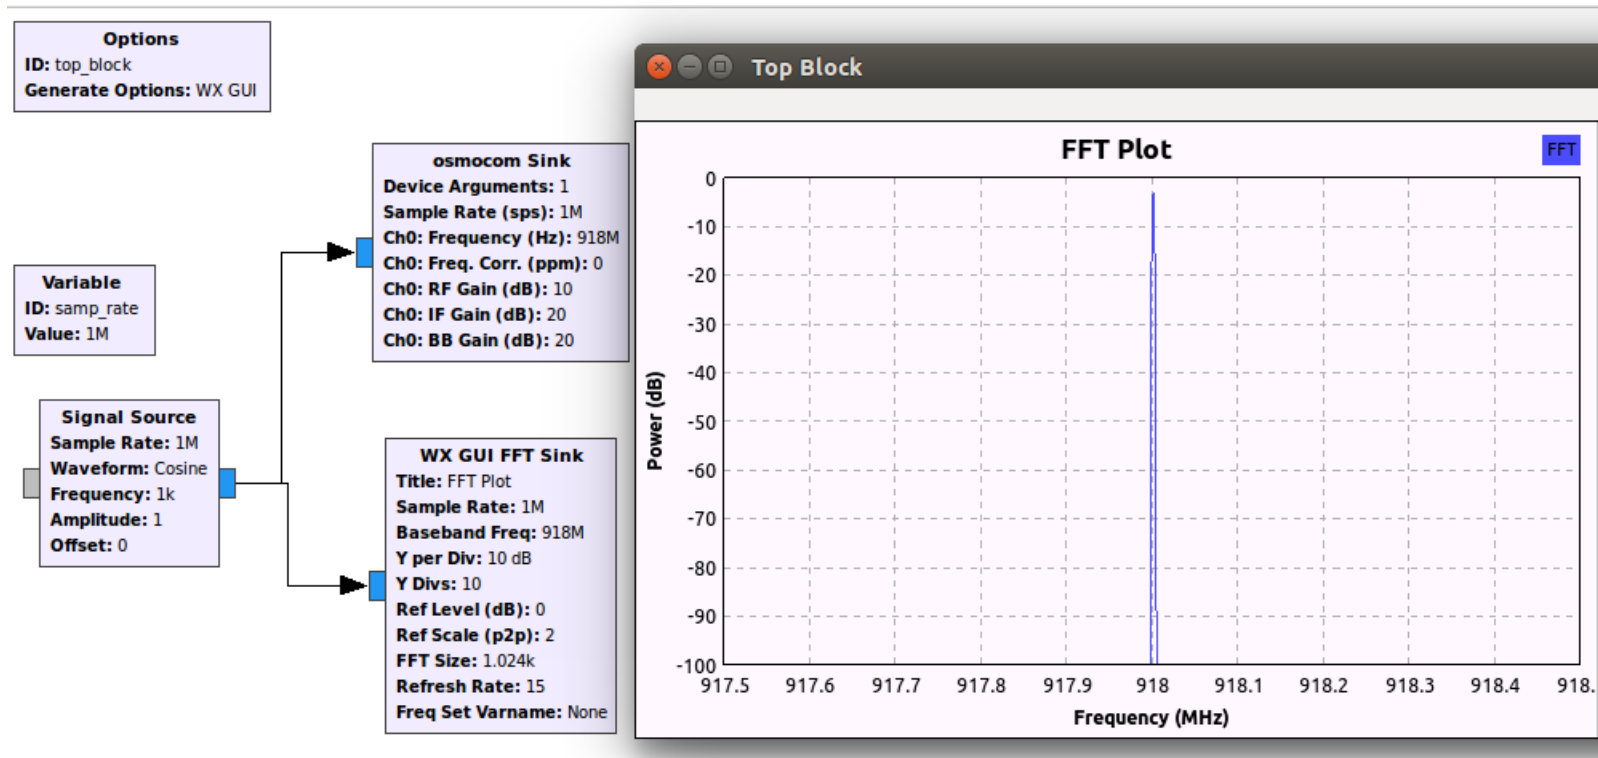 Options
ID: top_block
Generate Options: WX GUI
Variable
ID: samp_rate
Value: 1M
Signal Source
Sample Rate: 1M
Waveform: Cosine
Frequency: 1k
Amplitude: 1
Offset: 0
osmocom Sink
Device Arguments: 1
Sample Rate (sps): 1M
Ch0: Frequency (Hz): 918M
Ch0: Freq. Corr. (ppm): 0
Ch0: RF Gain (dB): 10
Ch0: IF Gain (dB): 20
Ch0: BB Gain (dB): 20
WX GUI FFT Sink
Title: FFT Plot
Sample Rate: 1M
Baseband Freq: 918M
Y per Div: 10 dB
Y Divs: 10
Ref Level (dB): 0
Ref Scale (p2p): 2
FFT Size: 1.024k
Refresh Rate: 15
Freq Set Varname: None
Top Block
FFT Plot
FFT
0
-10
-20
-30
-40
-50
-60
-70
-80
-90
-100
Power (dB)
917.5 917.6 917.7 917.8 917.9 918 918.1 918.2 918.3 918.4 918.
Frequency (MHz)